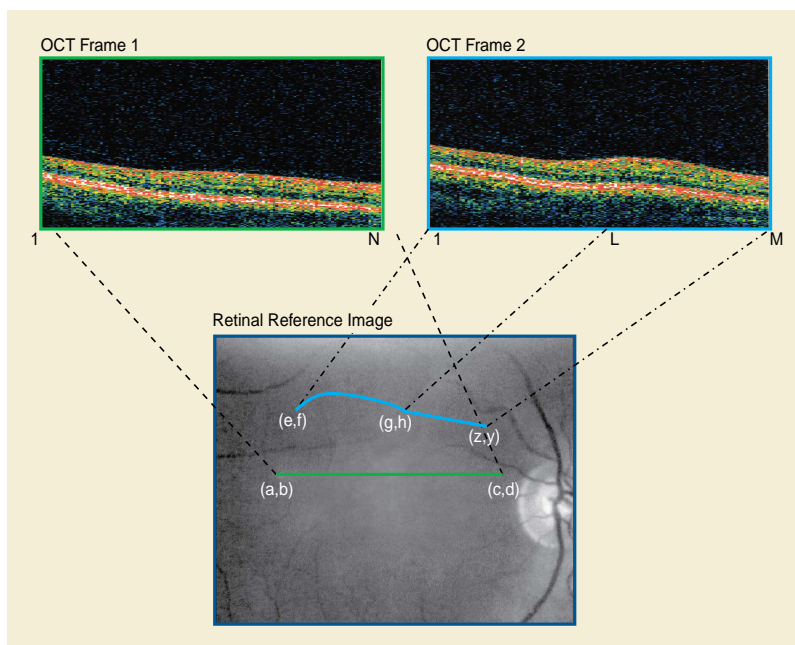 OCT Frame 1
OCT Frame 2
1
N
1
L
M
Retinal Reference Image
(e,f)
(g,h)
(z,y)
(a,b)
(c,d)